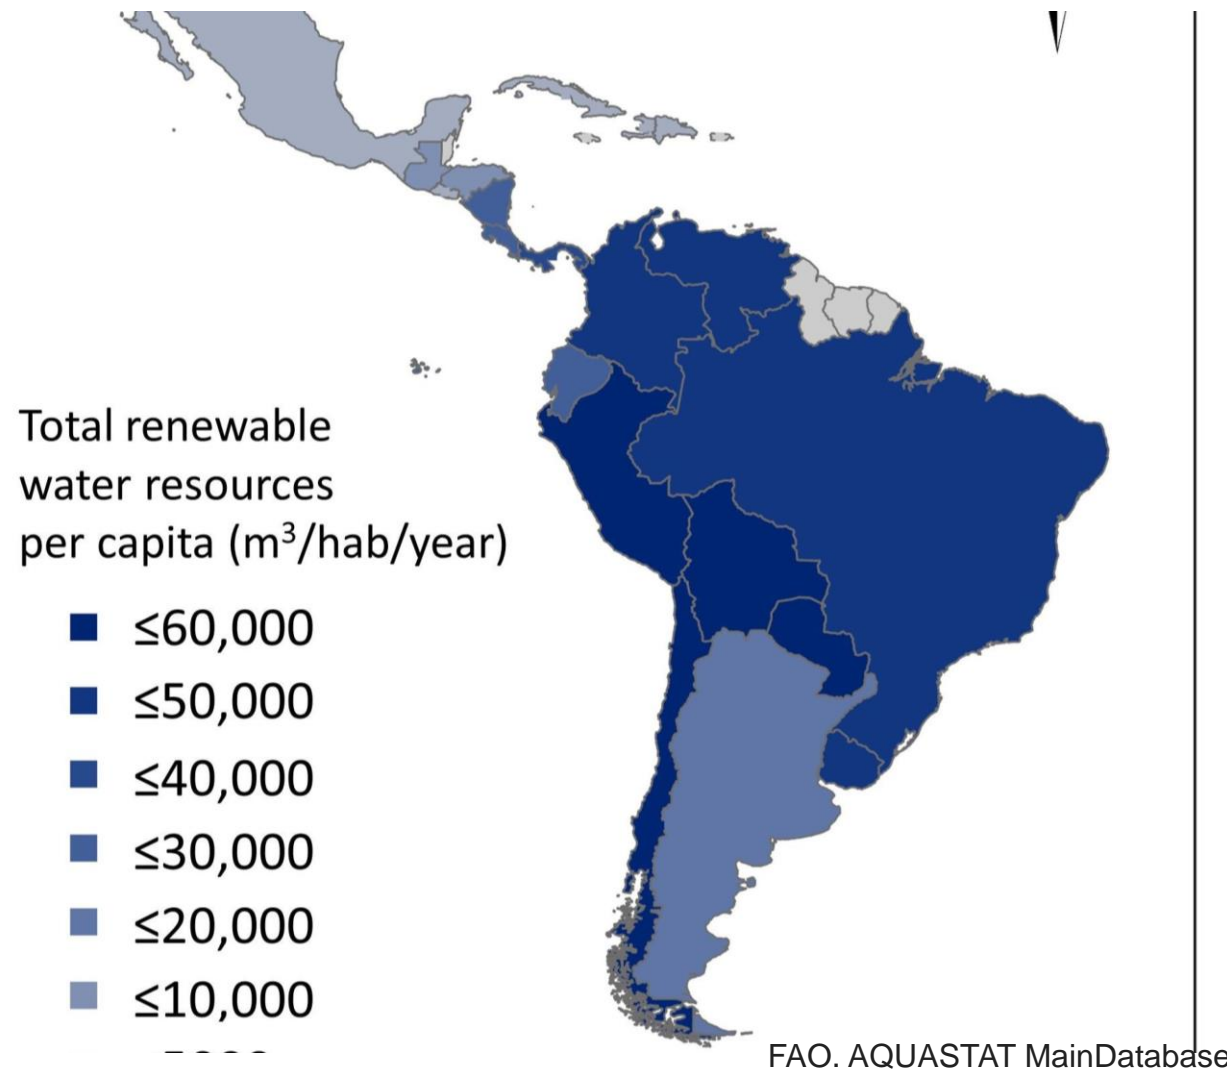 Total renewable
water resources
per capita (m³/hab/year)
≤60,000
≤50,000
≤40,000
≤30,000
≤20,000
≤10,000
FAO. AQUASTAT MainDatabase